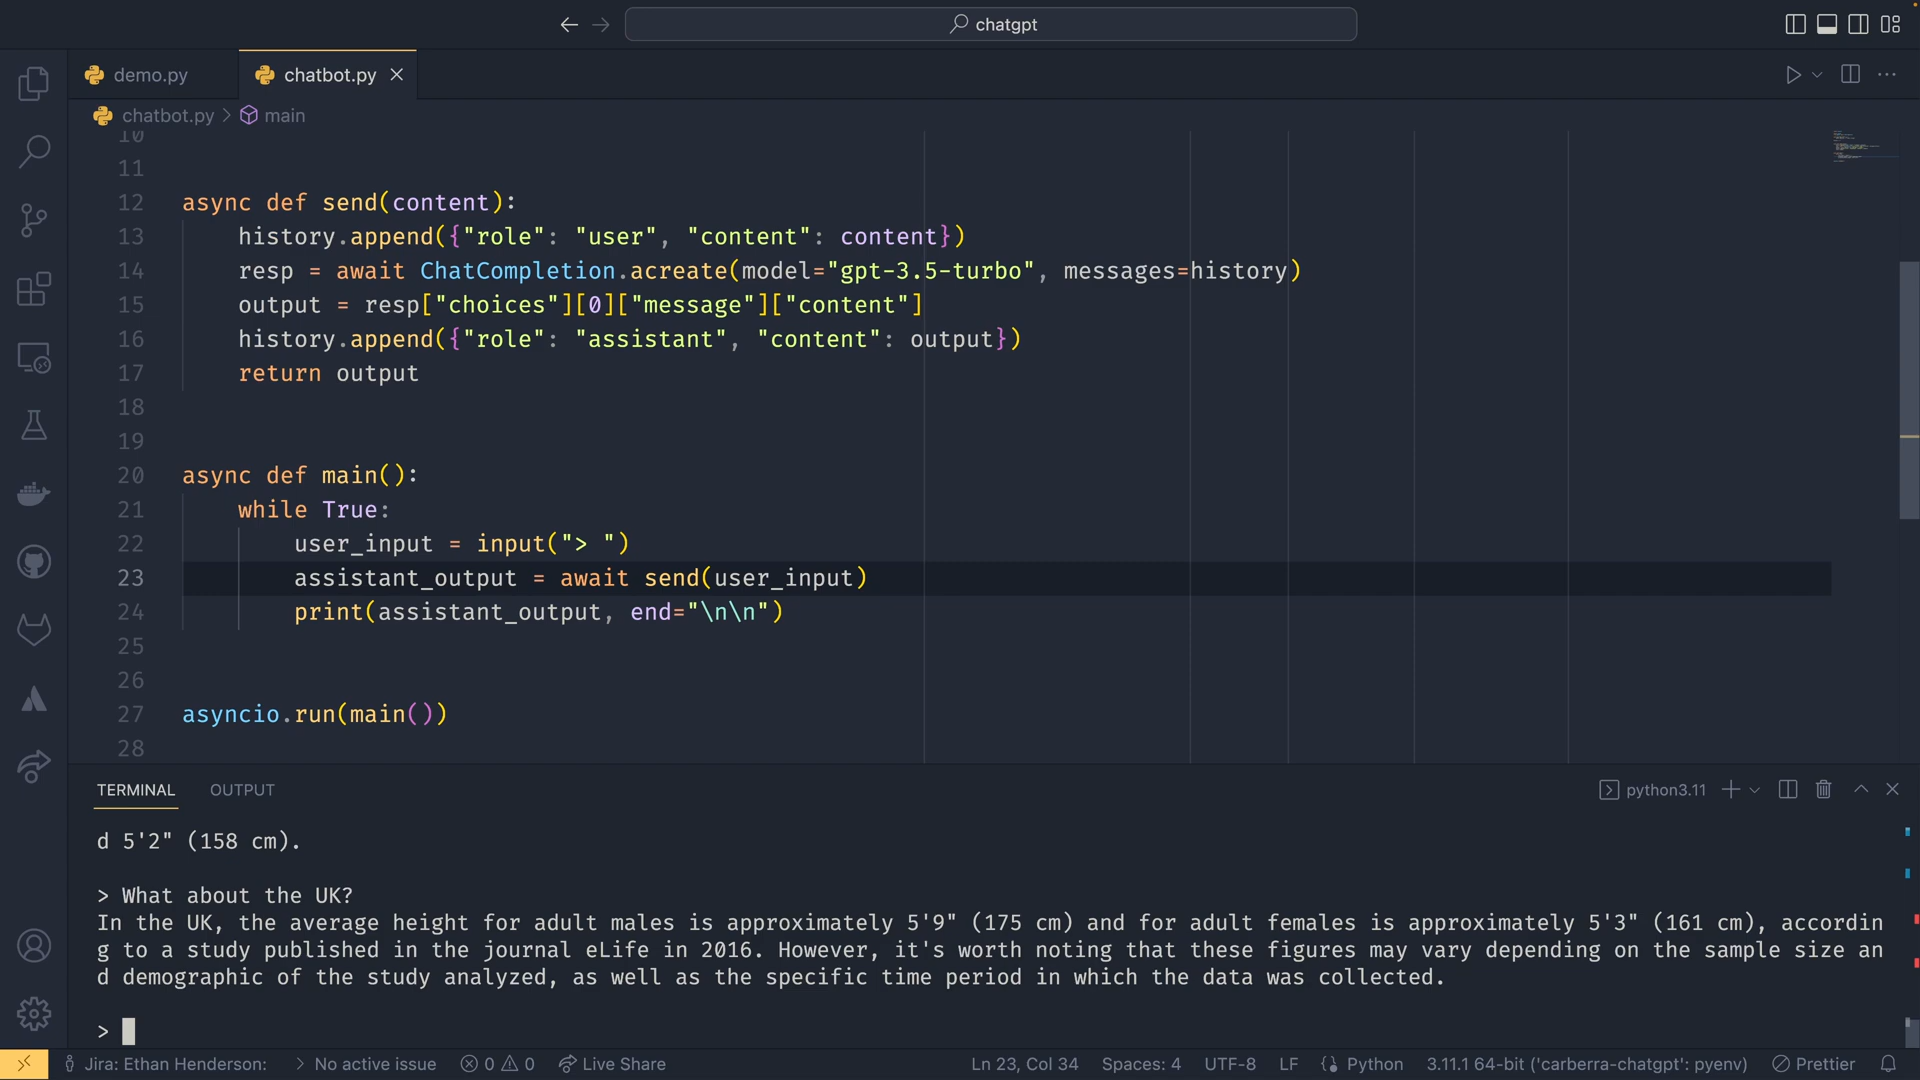 chatgpt
demo.py
chatbot.py
chatbot.py > main
10
11
12 async def send(content):
13 history.append({"role": "user", "content": content})
14 resp = await ChatCompletion.acreate(model="gpt-3.5-turbo", messages=history)
15 output = resp["choices"][0]["message"]["content"]
16 history.append({"role": "assistant", "content": output})
17 return output
18
19
20 async def main():
21 while True:
22 user_input = input("> ")
23 assistant_output = await send(user_input)
24 print(assistant_output, end="\n\n")
25
26
27 asyncio.run(main())
28
TERMINAL OUTPUT
python3.11
d 5'2" (158 cm).
> What about the UK?
In the UK, the average height for adult males is approximately 5'9" (175 cm) and for adult females is approximately 5'3" (161 cm), accordin
g to a study published in the journal eLife in 2016. However, it's worth noting that these figures may vary depending on the sample size an
d demographic of the study analyzed, as well as the specific time period in which the data was collected.
>
Jira: Ethan Henderson: > No active issue 0 0 Live Share Ln 23, Col 34 Spaces: 4 UTF-8 LF Python 3.11.1 64-bit ('carberra-chatgpt': pyenv) Prettier